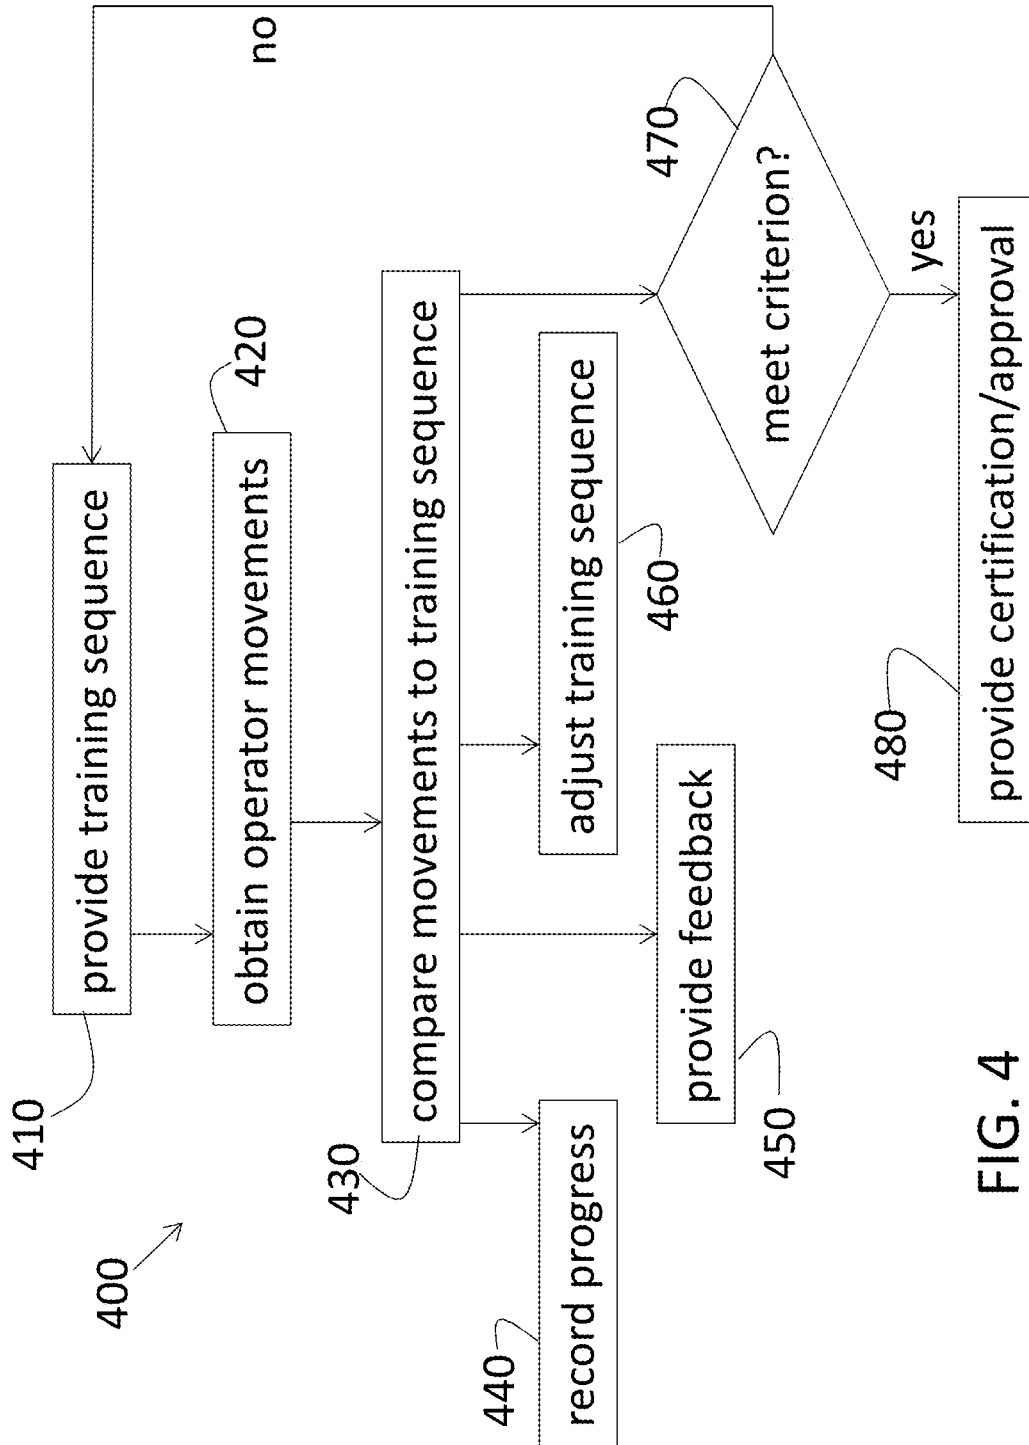 400
410
provide training sequence
420
obtain operator movements
430
compare movements to training sequence
440
record progress
450
provide feedback
460
adjust training sequence
470
meet criterion?
no
yes
480
provide certification/approval
FIG. 4